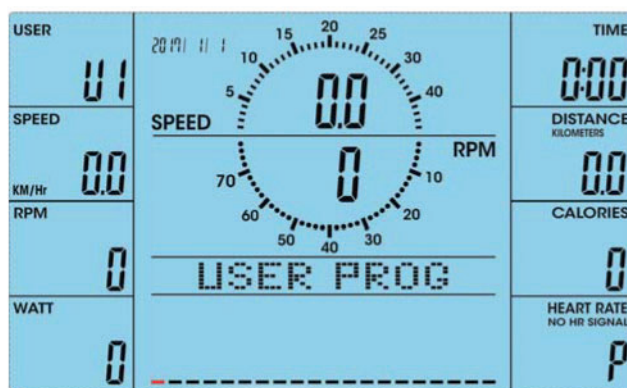 USER
U 1
SPEED
KM/Hr 0.0
RPM
0
WATT
0
2017/ 1/ 1
5 10 15 20 25 30 40
SPEED 0.0
0 RPM
70 60 50 40 30 20 10
USER PROG
TIME
0:00
DISTANCE
KILOMETERS
0.0
CALORIES
0
HEART RATE
NO HR SIGNAL
P